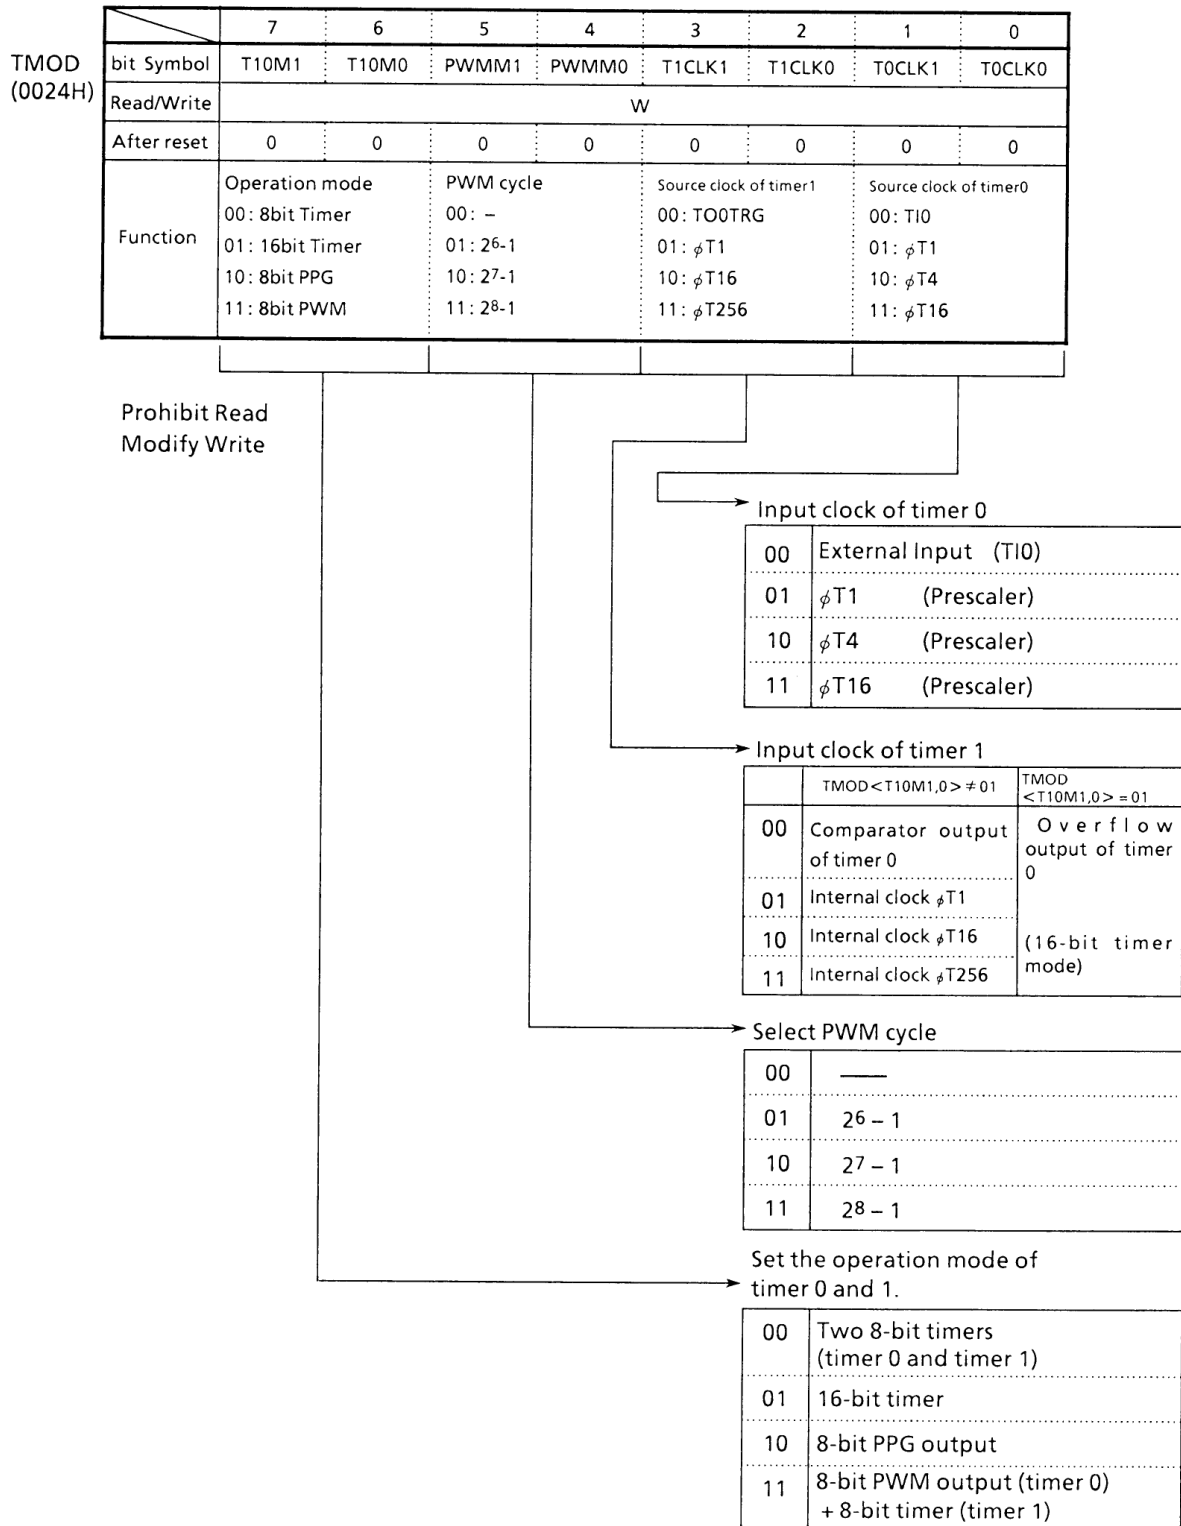 7 6 5 4 3 2 1 0
TMOD (0024H)
bit Symbol T10M1 T10M0 PWMM1 PWMM0 T1CLK1 T1CLK0 T0CLK1 T0CLK0
Read/Write W
After reset 0 0 0 0 0 0 0 0
Function
Operation mode PWM cycle Source clock of timer1 Source clock of timer0
00: 8bit Timer 00: – 00: TO0TRG 00: TI0
01: 16bit Timer 01: 2⁶-1 01: ϕT1 01: ϕT1
10: 8bit PPG 10: 2⁷-1 10: ϕT16 10: ϕT4
11: 8bit PWM 11: 2⁸-1 11: ϕT256 11: ϕT16
Prohibit Read
Modify Write
Input clock of timer 0
00 External Input (TI0)
01 ϕT1 (Prescaler)
10 ϕT4 (Prescaler)
11 ϕT16 (Prescaler)
Input clock of timer 1
TMOD<T10M1,0> ≠ 01
TMOD
<T10M1,0> = 01
00 Comparator output
of timer 0
01 Internal clock ϕT1
10 Internal clock ϕT16
11 Internal clock ϕT256
Overflow
output of timer
0
(16-bit timer
mode)
Select PWM cycle
00 —
01 2⁶ – 1
10 2⁷ – 1
11 2⁸ – 1
Set the operation mode of
timer 0 and 1.
00 Two 8-bit timers
(timer 0 and timer 1)
01 16-bit timer
10 8-bit PPG output
11 8-bit PWM output (timer 0)
+ 8-bit timer (timer 1)